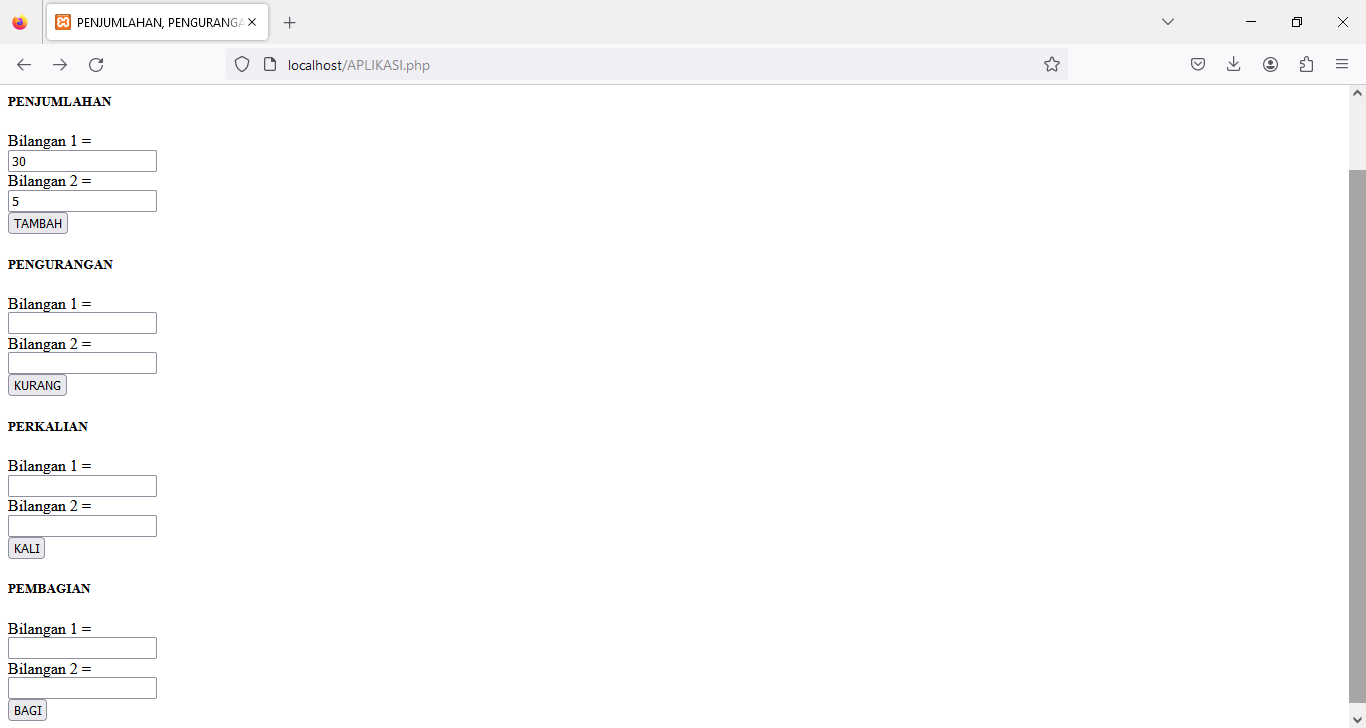 PENJUMLAHAN, PENGURANGA
localhost/APLIKASI.php
PENJUMLAHAN
Bilangan 1 =
30
Bilangan 2 =
5
TAMBAH
PENGURANGAN
Bilangan 1 =
Bilangan 2 =
KURANG
PERKALIAN
Bilangan 1 =
Bilangan 2 =
KALI
PEMBAGIAN
Bilangan 1 =
Bilangan 2 =
BAGI